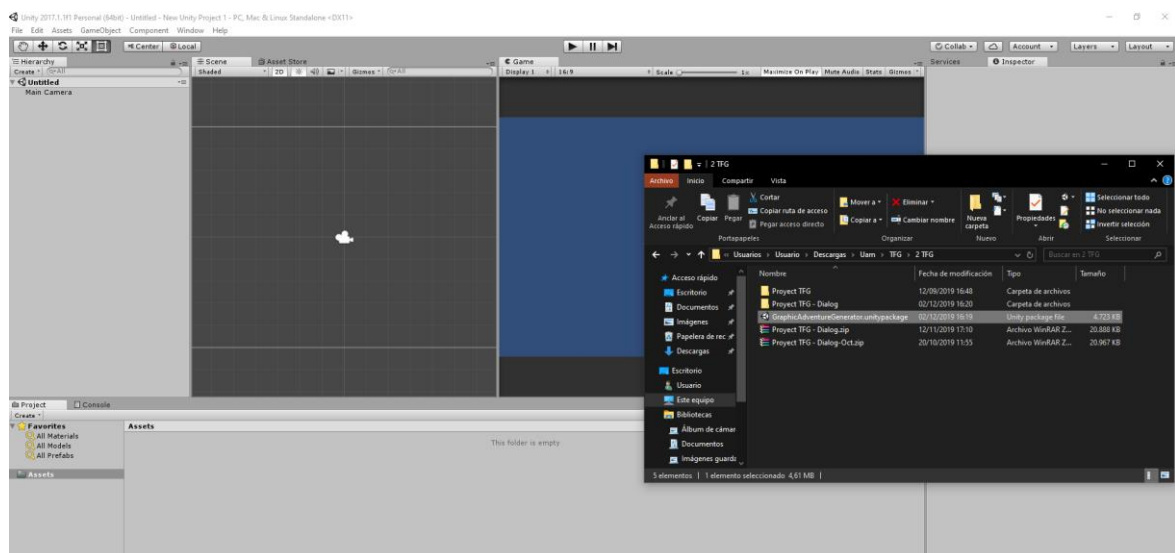 Unity 2017.1.1f1 Personal (64bit) - Untitled - New Unity Project 1 - PC, Mac & Linux Standalone <DX11>
File Edit Assets GameObject Component Window Help
Center Local Collab Account Layers Layout
Hierarchy Scene Asset Store Game Services Inspector
Create All Shaded 2D Gizmos All Display 1 16:9 Scale 1x Maximize On Play Mute Audio Stats Gizmos
Untitled
Main Camera
2 TFG
Archivo Inicio Compartir Vista
Anclar al Acceso rápido
Copiar
Pegar
Cortar
Copiar ruta de acceso
Pegar acceso directo
Portapapeles
Mover a
Copiar a
Eliminar
Cambiar nombre
Organizar
Nueva carpeta
Nuevo
Propiedades
Abrir
Seleccionar todo
No seleccionar nada
Invertir selección
Seleccionar
« Usuarios > Usuario > Descargas > Uam > TFG > 2 TFG
Buscar en 2 TFG
Acceso rápido
Escritorio
Documentos
Imágenes
Papelera de rec
Descargas
Escritorio
Usuario
Este equipo
Bibliotecas
Álbum de cámar
Documentos
Imágenes guarda
Nombre Fecha de modificación Tipo Tamaño
Proyect TFG 12/09/2019 16:48 Carpeta de archivos
Proyect TFG - Dialog 02/12/2019 16:20 Carpeta de archivos
GraphicAdventureGenerator.unitypackage 02/12/2019 16:19 Unity package file 4.723 KB
Proyect TFG - Dialog.zip 12/11/2019 17:10 Archivo WinRAR Z... 20.888 KB
Proyect TFG - Dialog-Oct.zip 20/10/2019 11:55 Archivo WinRAR Z... 20.967 KB
5 elementos | 1 elemento seleccionado 4,61 MB |
Project Console
Create
Favorites
All Materials
All Models
All Prefabs
Assets
Assets
This folder is empty